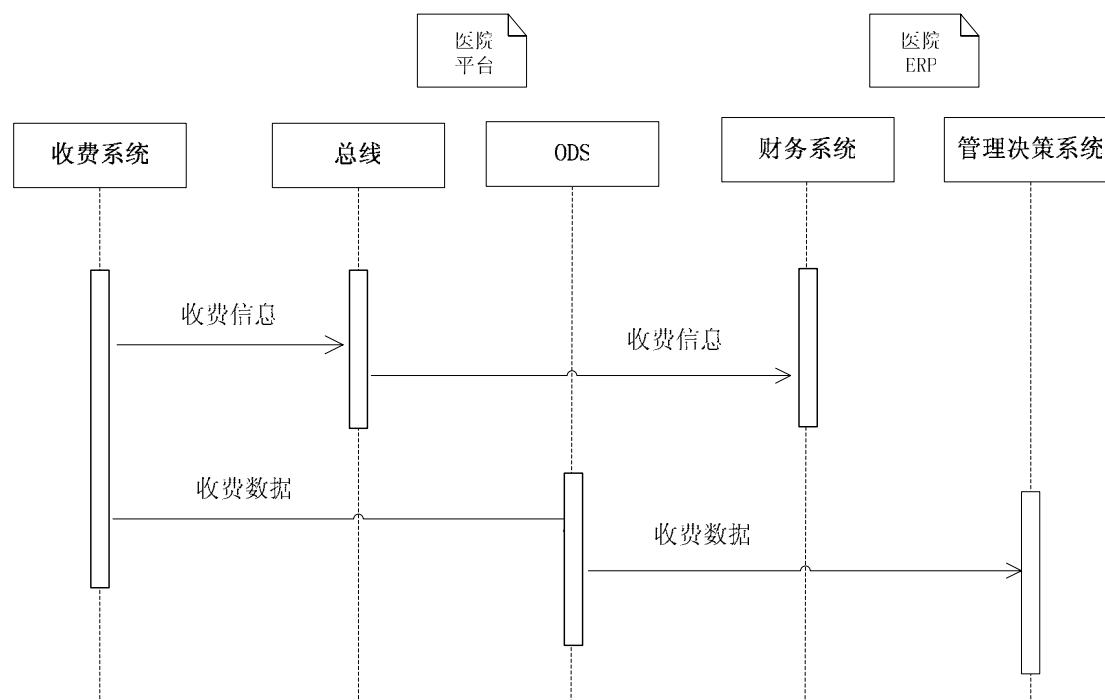 医院
平台
医院
ERP
收费系统
总线
ODS
财务系统
管理决策系统
收费信息
收费信息
收费数据
收费数据